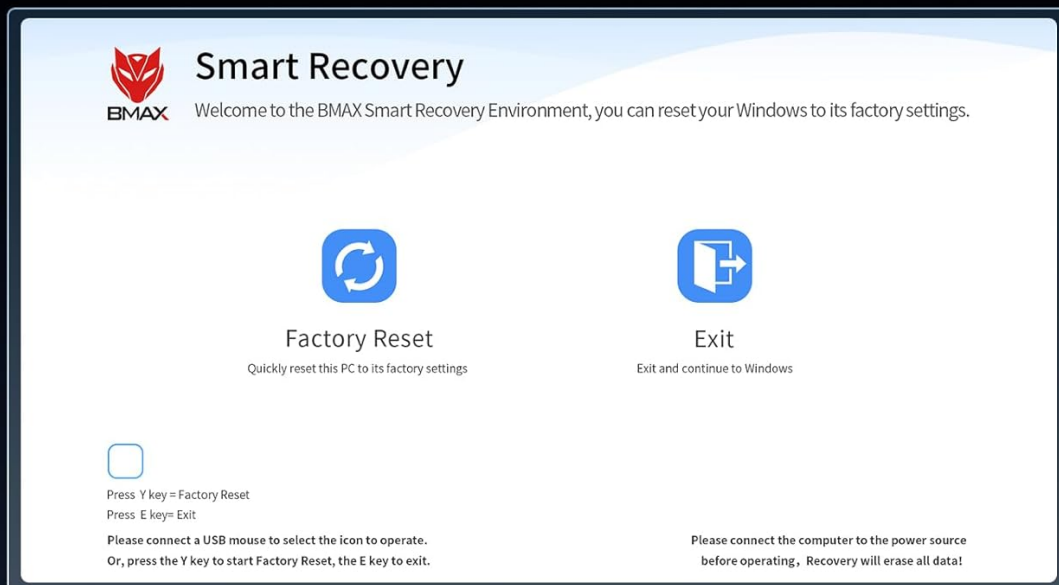 Smart Recovery
BMAX
Welcome to the BMAX Smart Recovery Environment, you can reset your Windows to its factory settings.
Factory Reset
Quickly reset this PC to its factory settings
Exit
Exit and continue to Windows
Press Y key = Factory Reset
Press E key= Exit
Please connect a USB mouse to select the icon to operate.
Or, press the Y key to start Factory Reset, the E key to exit.
Please connect the computer to the power source
before operating，Recovery will erase all data!